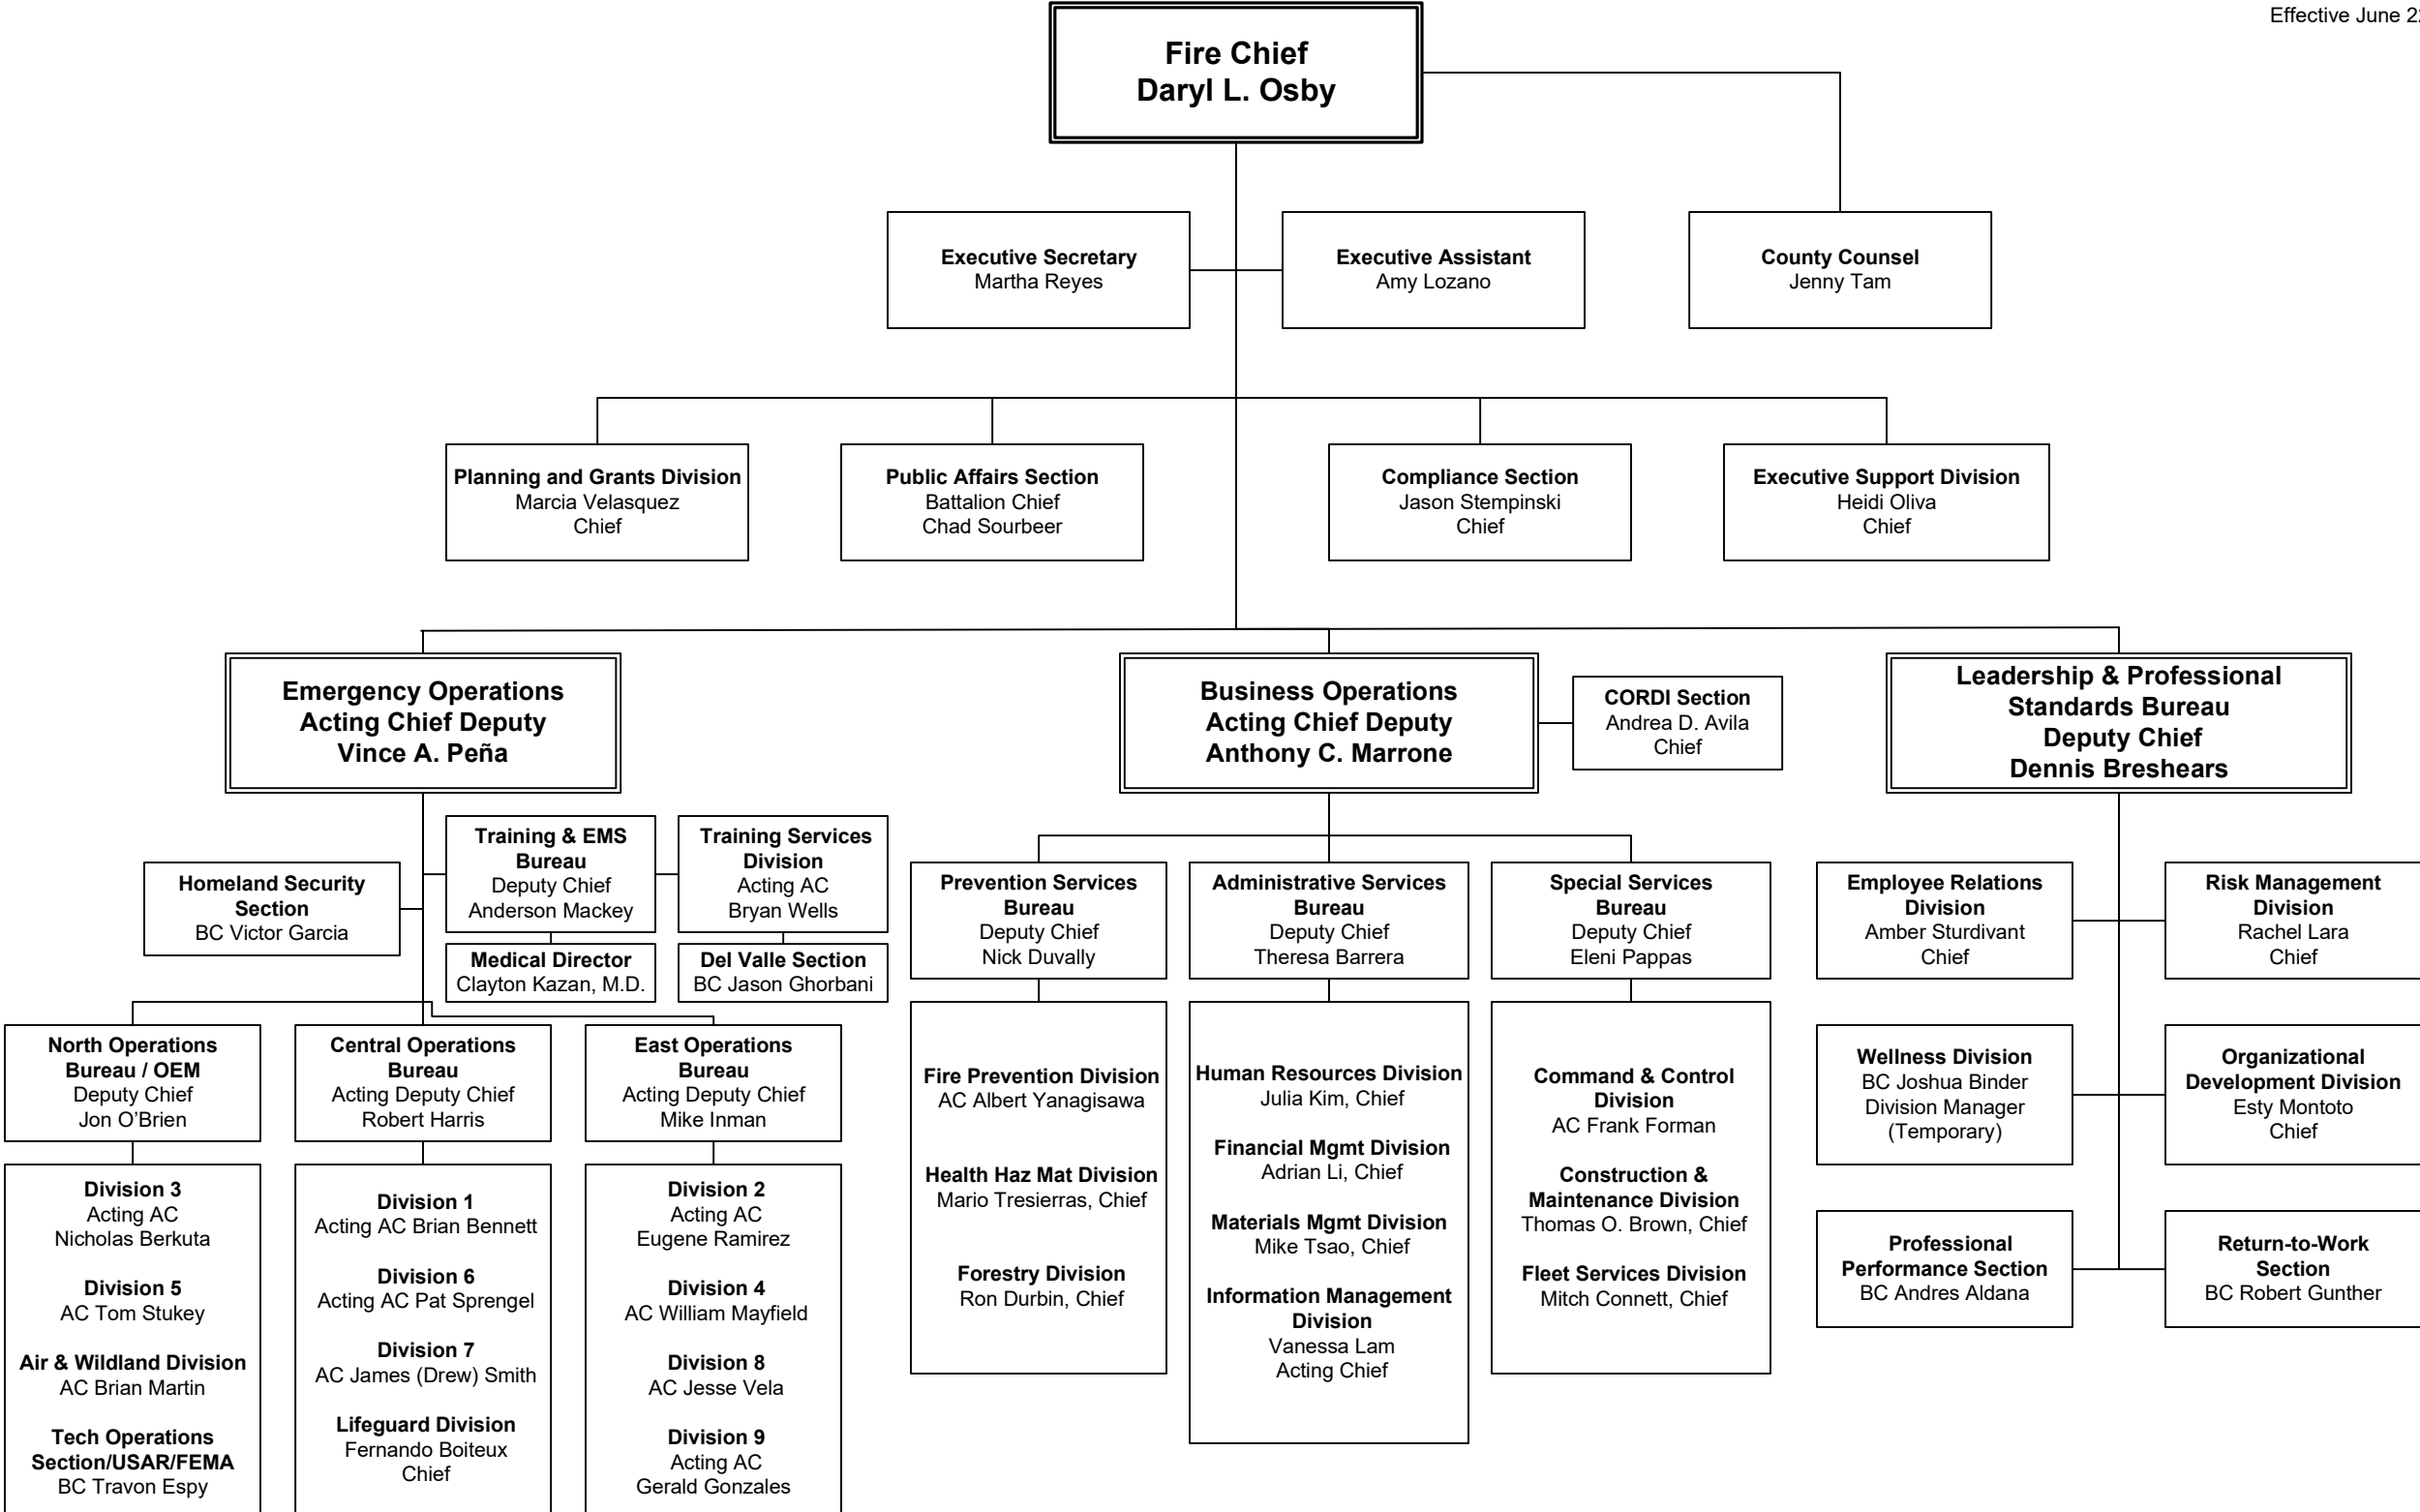 Effective June 22
Fire Chief
Daryl L. Osby
Executive Secretary
Martha Reyes
Executive Assistant
Amy Lozano
County Counsel
Jenny Tam
Planning and Grants Division
Marcia Velasquez
Chief
Public Affairs Section
Battalion Chief
Chad Sourbeer
Compliance Section
Jason Stempinski
Chief
Executive Support Division
Heidi Oliva
Chief
Emergency Operations
Acting Chief Deputy
Vince A. Peña
Business Operations
Acting Chief Deputy
Anthony C. Marrone
CORDI Section
Andrea D. Avila
Chief
Leadership & Professional
Standards Bureau
Deputy Chief
Dennis Breshears
Homeland Security
Section
BC Victor Garcia
Training & EMS
Bureau
Deputy Chief
Anderson Mackey
Training Services
Division
Acting AC
Bryan Wells
Medical Director
Clayton Kazan, M.D.
Del Valle Section
BC Jason Ghorbani
North Operations
Bureau / OEM
Deputy Chief
Jon O’Brien
Central Operations
Bureau
Acting Deputy Chief
Robert Harris
East Operations
Bureau
Acting Deputy Chief
Mike Inman
Division 3
Acting AC
Nicholas Berkuta
Division 5
AC Tom Stukey
Air & Wildland Division
AC Brian Martin
Tech Operations
Section/USAR/FEMA
BC Travon Espy
Division 1
Acting AC Brian Bennett
Division 6
Acting AC Pat Sprengel
Division 7
AC James (Drew) Smith
Lifeguard Division
Fernando Boiteux
Chief
Division 2
Acting AC
Eugene Ramirez
Division 4
AC William Mayfield
Division 8
AC Jesse Vela
Division 9
Acting AC
Gerald Gonzales
Prevention Services
Bureau
Deputy Chief
Nick Duvally
Administrative Services
Bureau
Deputy Chief
Theresa Barrera
Special Services
Bureau
Deputy Chief
Eleni Pappas
Fire Prevention Division
AC Albert Yanagisawa
Health Haz Mat Division
Mario Tresierras, Chief
Forestry Division
Ron Durbin, Chief
Human Resources Division
Julia Kim, Chief
Financial Mgmt Division
Adrian Li, Chief
Materials Mgmt Division
Mike Tsao, Chief
Information Management
Division
Vanessa Lam
Acting Chief
Command & Control
Division
AC Frank Forman
Construction &
Maintenance Division
Thomas O. Brown, Chief
Fleet Services Division
Mitch Connett, Chief
Employee Relations
Division
Amber Sturdivant
Chief
Risk Management
Division
Rachel Lara
Chief
Wellness Division
BC Joshua Binder
Division Manager
(Temporary)
Organizational
Development Division
Esty Montoto
Chief
Professional
Performance Section
BC Andres Aldana
Return-to-Work
Section
BC Robert Gunther